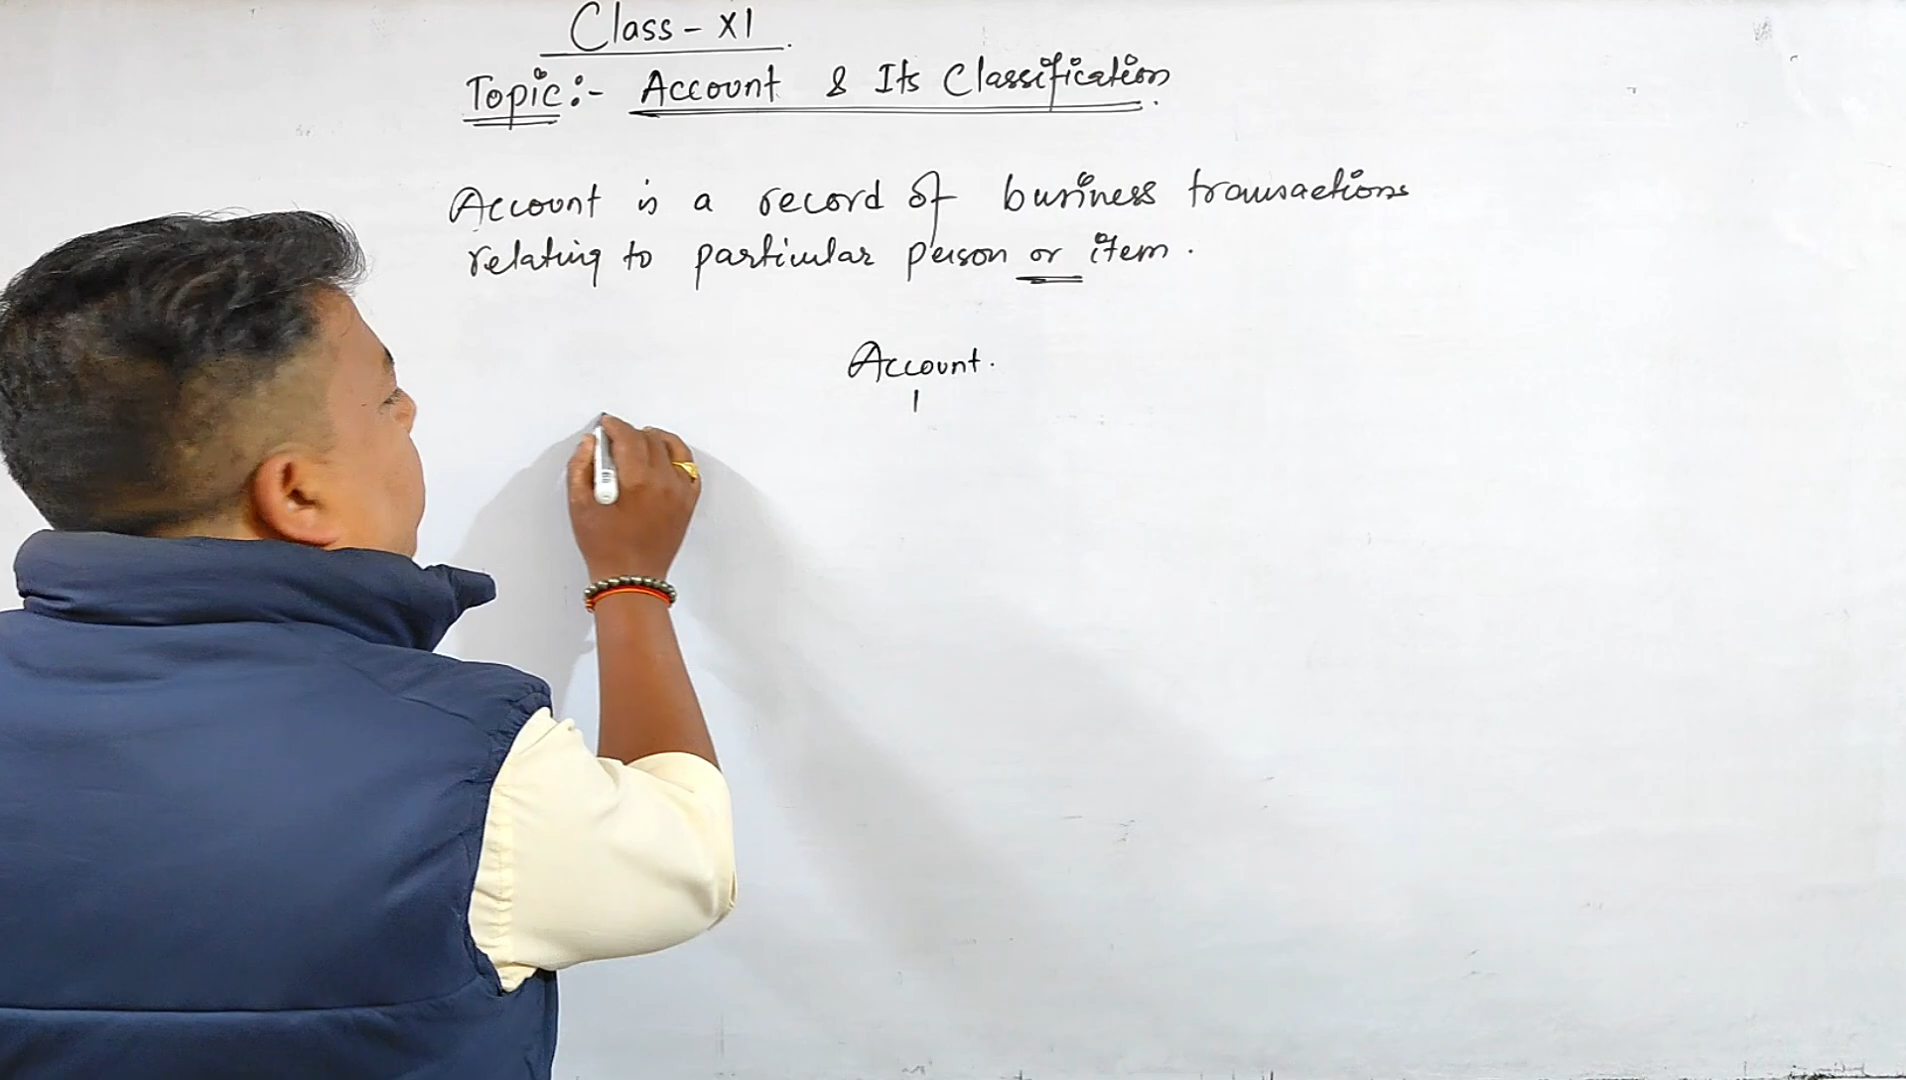 Class - XI
Topic :- Account & Its Classification.
Account is a record of business transactions
relating to particular person or item.
Account.